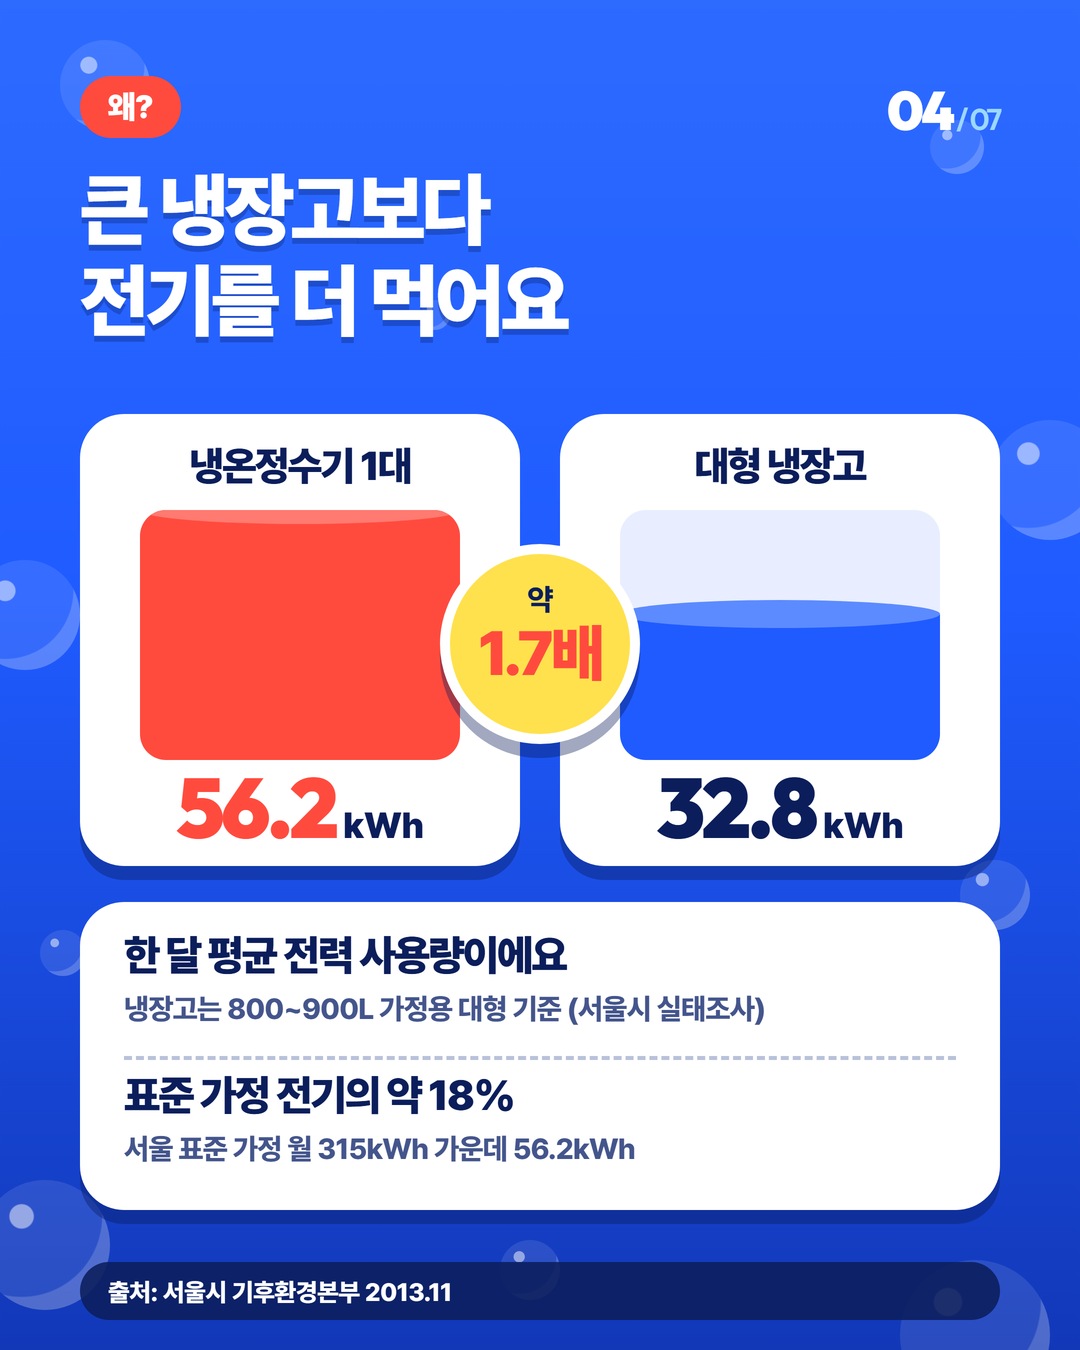 왜?
04/07
큰 냉장고보다
전기를 더 먹어요
냉온정수기 1대
대형 냉장고
약
1.7배
56.2 kWh
32.8 kWh
한 달 평균 전력 사용량이에요
냉장고는 800~900L 가정용 대형 기준 (서울시 실태조사)
표준 가정 전기의 약 18%
서울 표준 가정 월 315kWh 가운데 56.2kWh
출처: 서울시 기후환경본부 2013.11